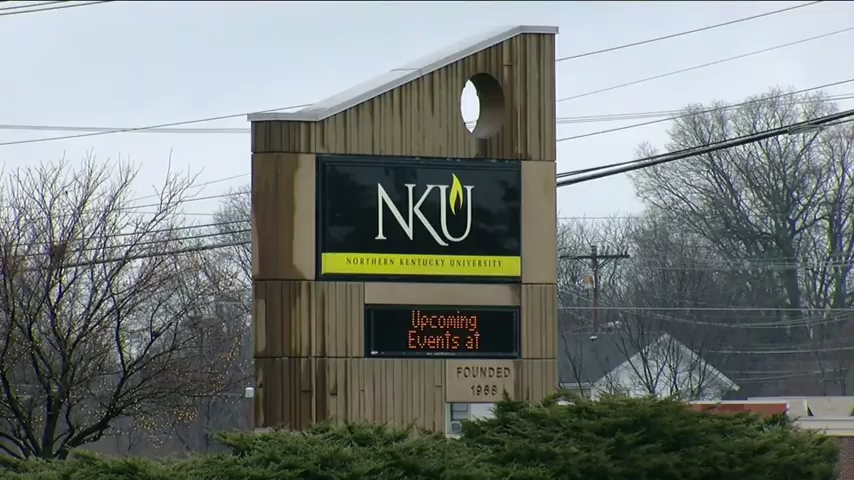 NKU
NORTHERN KENTUCKY UNIVERSITY
Upcoming
Events at
FOUNDED
1968